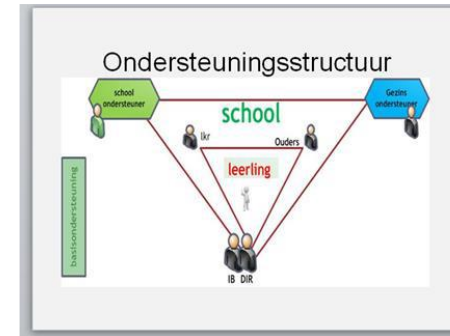 Ondersteuningsstructuur
school
ondersteuner
Gezins
ondersteuner
school
lkr
Ouders
leerling
basisondersteuning
IB DIR